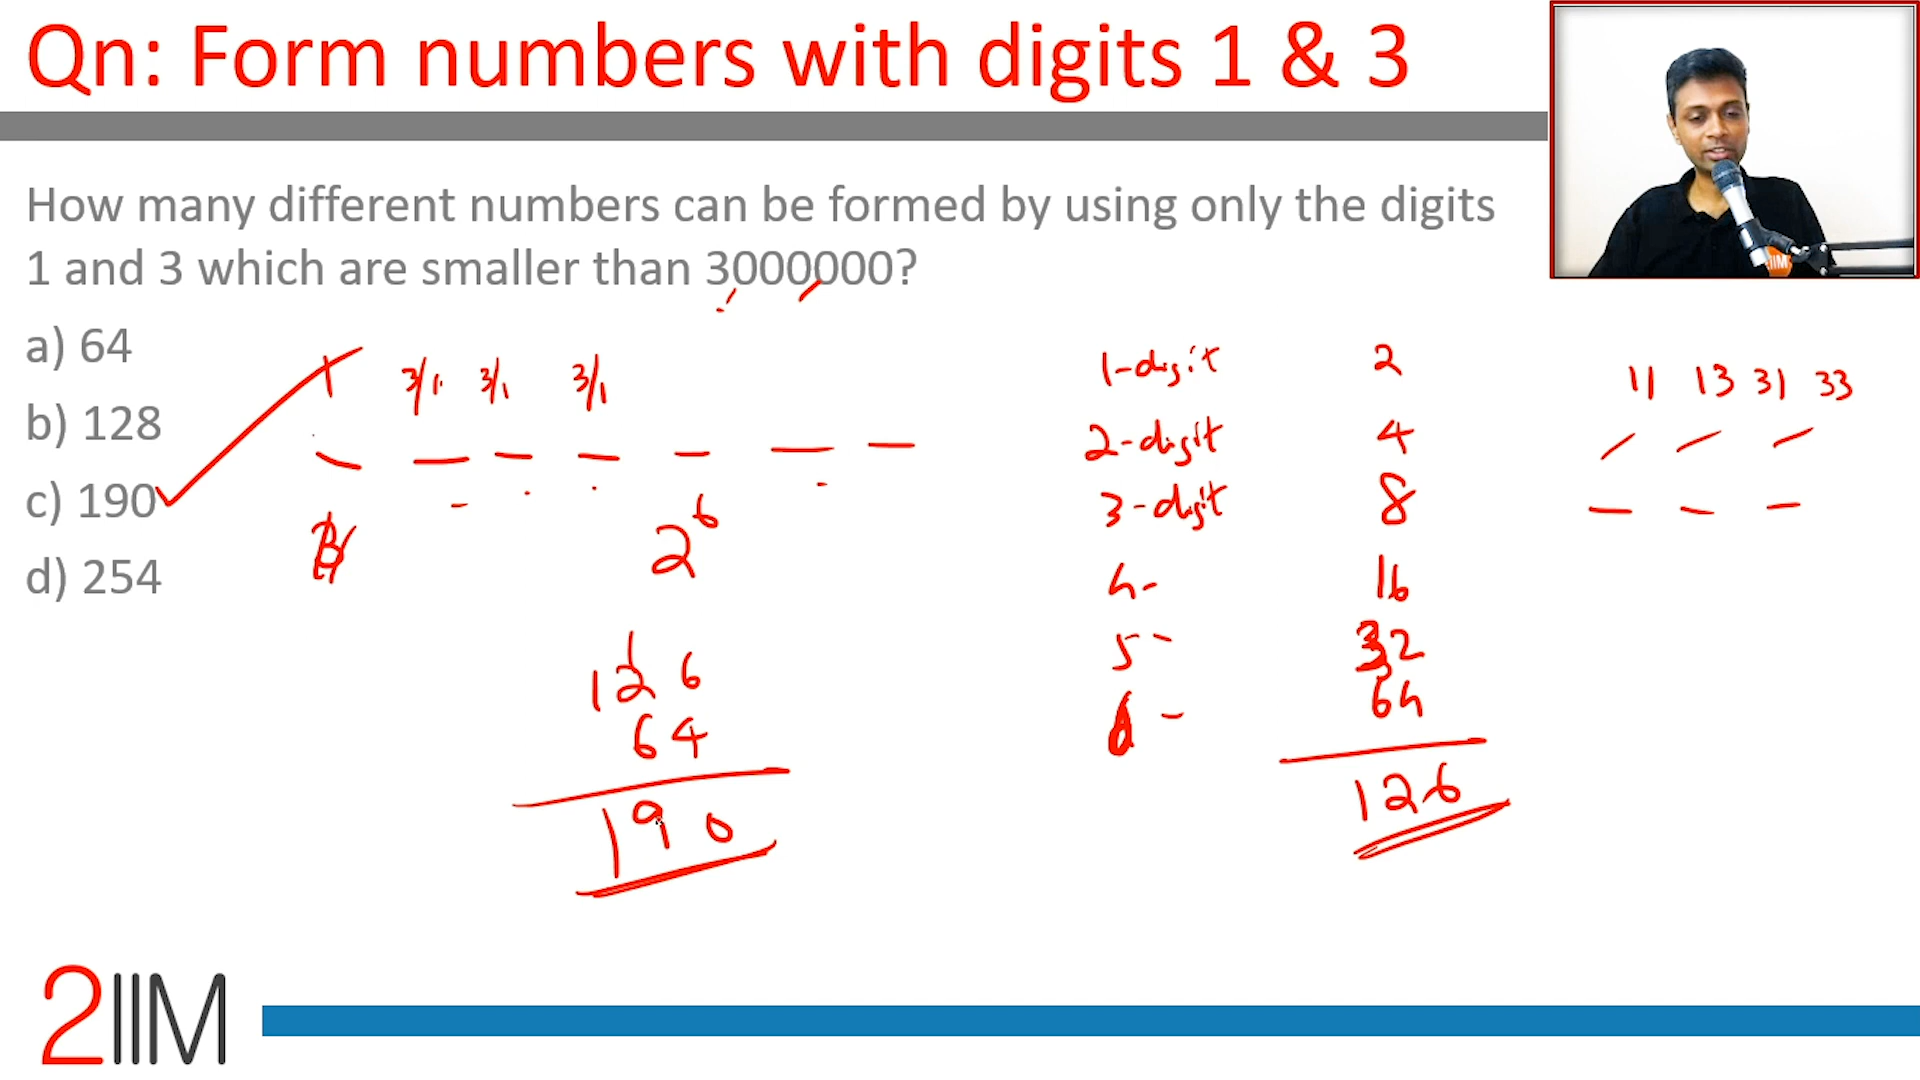 Qn: Form numbers with digits 1 & 3
How many different numbers can be formed by using only the digits
1 and 3 which are smaller than 3000000?
a) 64
b) 128
c) 190
d) 254
1 3/1 3/1 3/1
2^6
1
126
64
190
1-digit 2
2-digit 4
3-digit 8
4- 16
5- 32
6- 64
126
11 13 31 33
2IIM
IIM